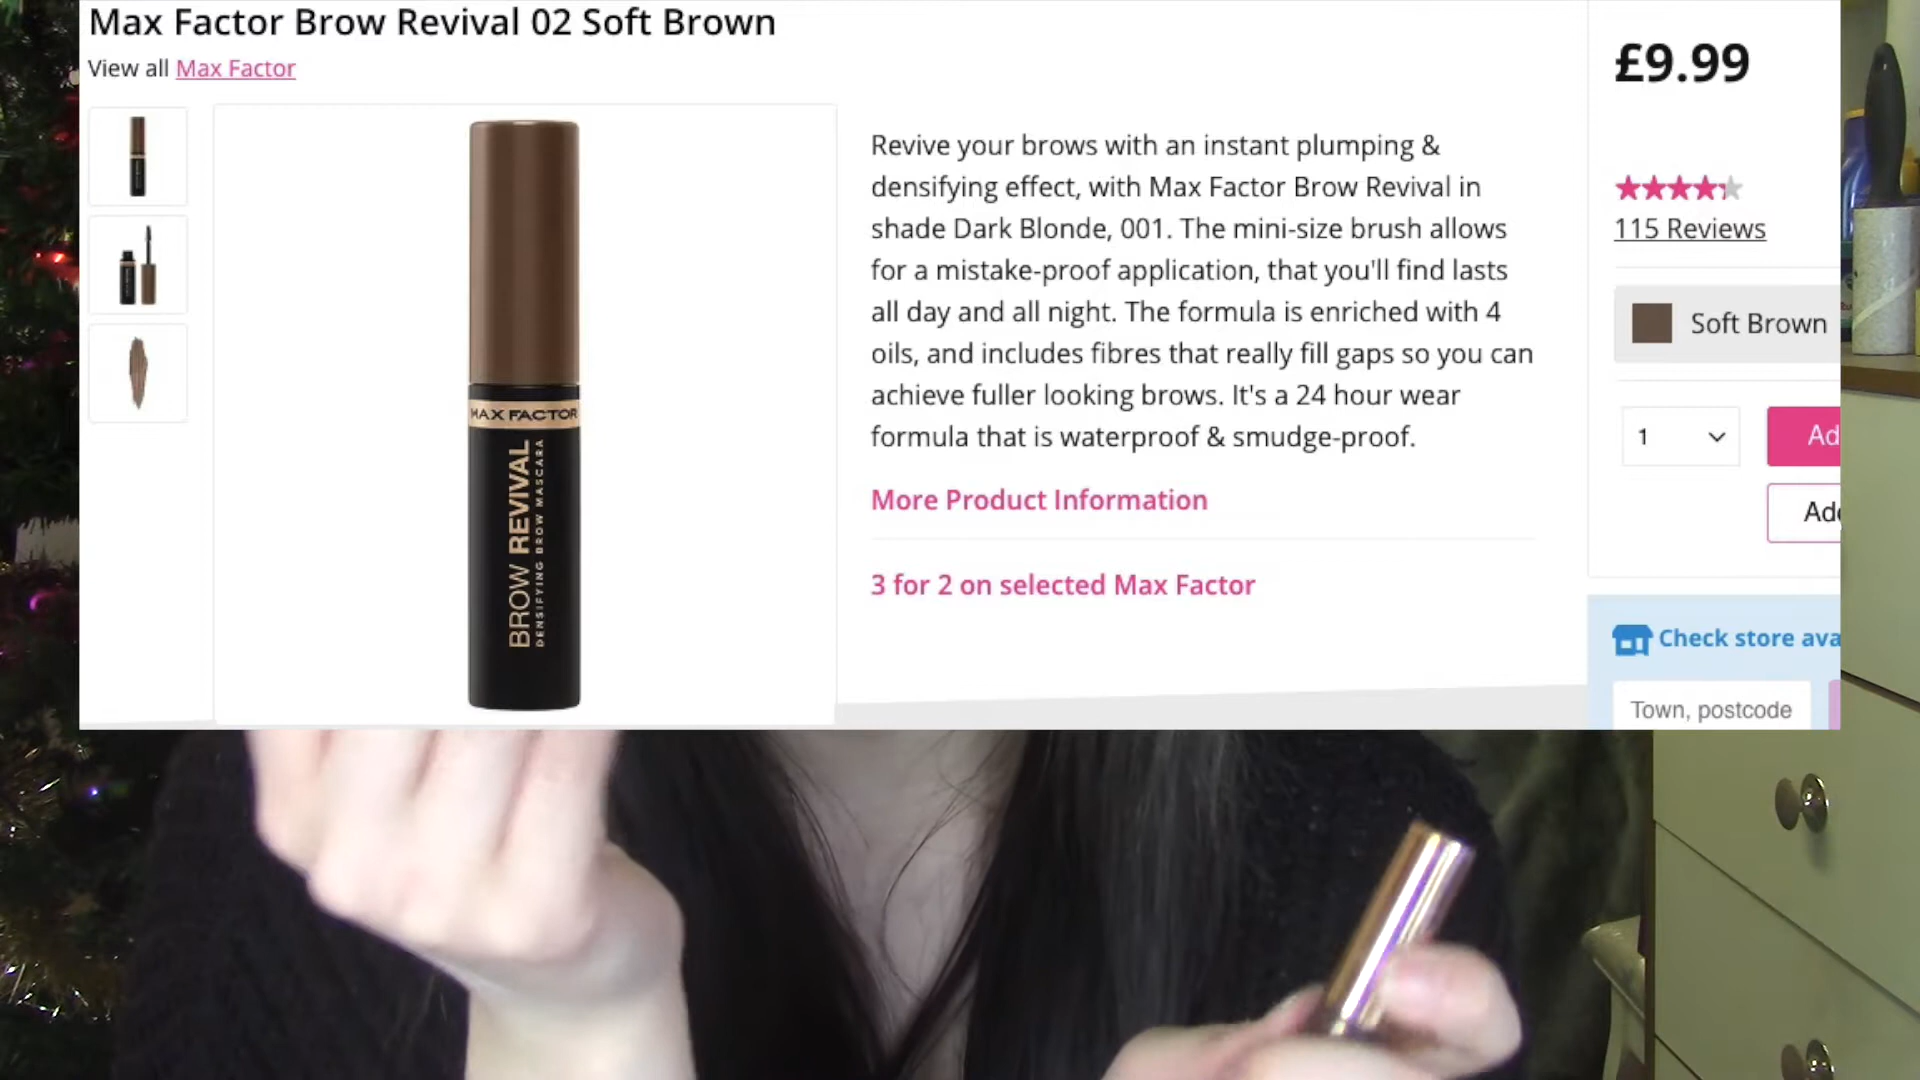 Max Factor Brow Revival 02 Soft Brown
View all Max Factor
MAX FACTOR
BROW REVIVAL
DENSIFYING BROW MASCARA
Revive your brows with an instant plumping &
densifying effect, with Max Factor Brow Revival in
shade Dark Blonde, 001. The mini-size brush allows
for a mistake-proof application, that you'll find lasts
all day and all night. The formula is enriched with 4
oils, and includes fibres that really fill gaps so you can
achieve fuller looking brows. It's a 24 hour wear
formula that is waterproof & smudge-proof.
More Product Information
3 for 2 on selected Max Factor
£9.99
115 Reviews
Soft Brown
1
Ad
Add
Check store ava
Town, postcode